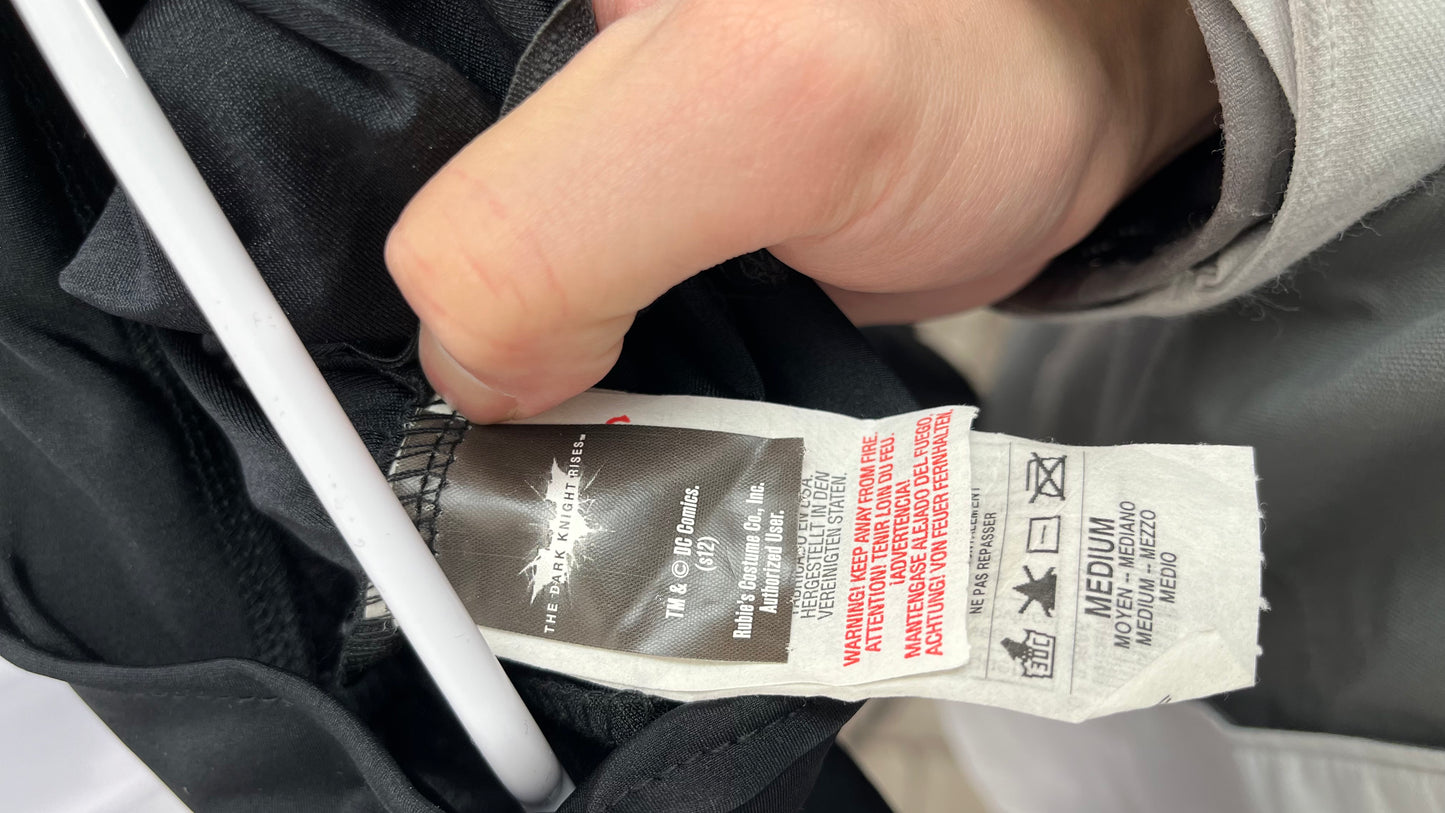 THE DARK KNIGHT RISES™
TM & © DC Comics.
(s12)
Rubie's Costume Co., Inc.
Authorized User.
HERGESTELLT IN DEN
VEREINIGTEN STATEN.
WARNING! KEEP AWAY FROM FIRE.
ATTENTION! TENIR LOIN DU FEU.
¡ADVERTENCIA!
MANTENGASE ALEJADO DEL FUEGO.
ACHTUNG! VON FEUER FERNHALTEN.
NE PAS REPASSER
30C
MEDIUM
MOYEN -- MEDIANO
MEDIUM -- MEZZO
MEDIO